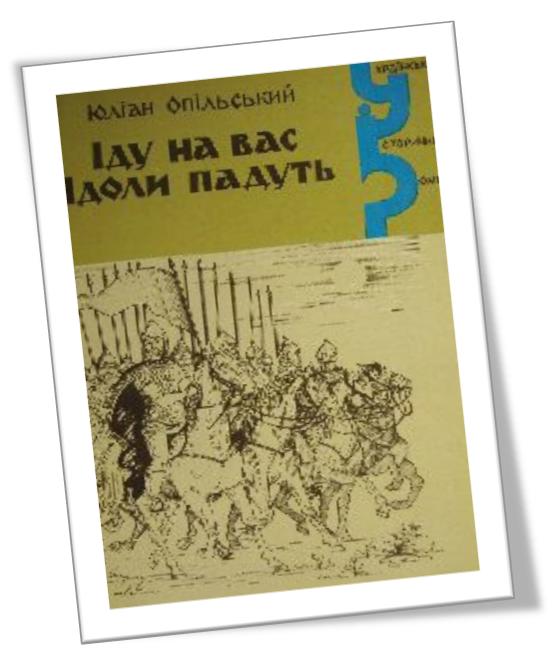 Юліан Опільський
Іду на вас
Ідоли падуть